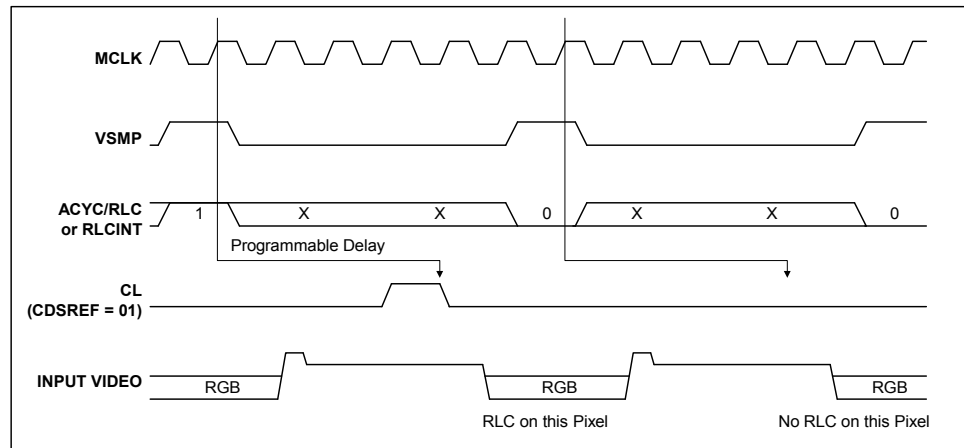 MCLK
VSMP
ACYC/RLC
or RLCINT
1 X X 0 X X 0
Programmable Delay
CL
(CDSREF = 01)
INPUT VIDEO
RGB RGB RGB
RLC on this Pixel No RLC on this Pixel